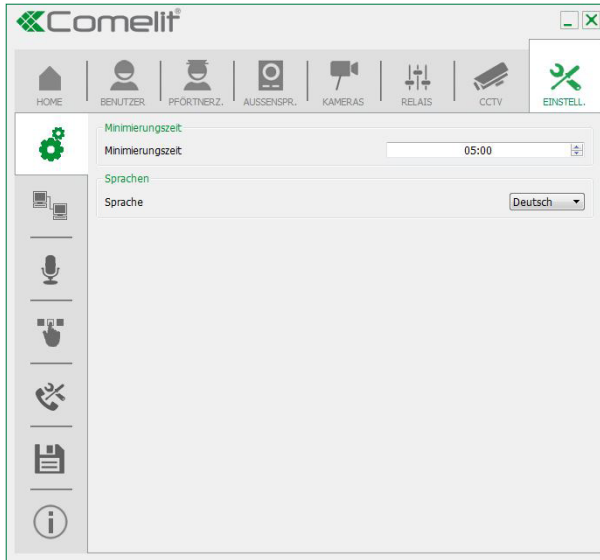 Comelit®
HOME
BENUTZER
PFÖRTNERZ.
AUSSENSPR.
KAMERAS
RELAIS
CCTV
EINSTELL.
Minimierungszeit
Minimierungszeit 05:00
Sprachen
Sprache Deutsch